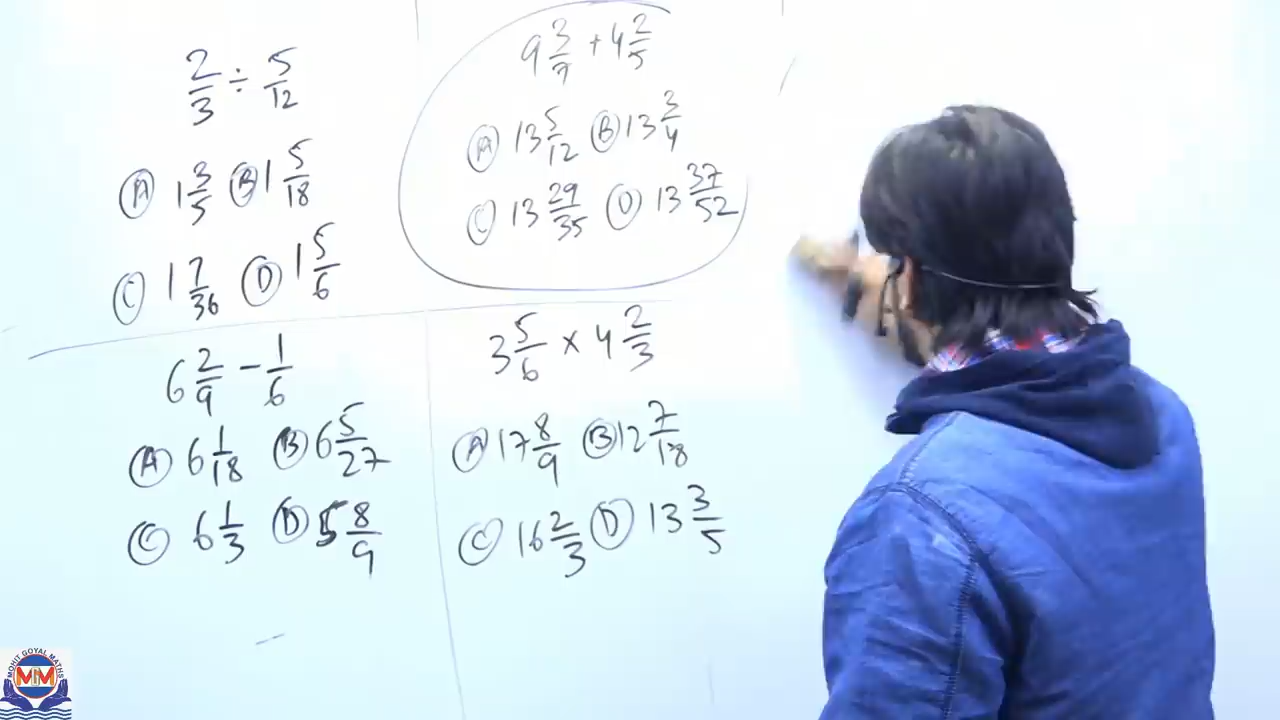 2/3 ÷ 5/12
Ⓐ 1 3/5 Ⓑ 1 5/18
Ⓒ 1 7/36 Ⓓ 1 5/6
9 3/7 + 4 2/5
Ⓐ 13 5/12 Ⓑ 13 3/4
Ⓒ 13 29/35 Ⓓ 13 37/52
6 2/9 - 1/6
Ⓐ 6 1/18 Ⓑ 6 5/27
Ⓒ 6 1/3 Ⓓ 5 8/9
3 5/6 × 4 2/3
Ⓐ 17 8/9 Ⓑ 12 7/18
Ⓒ 16 2/3 Ⓓ 13 3/5
MOHIT GOYAL MATHS
MM